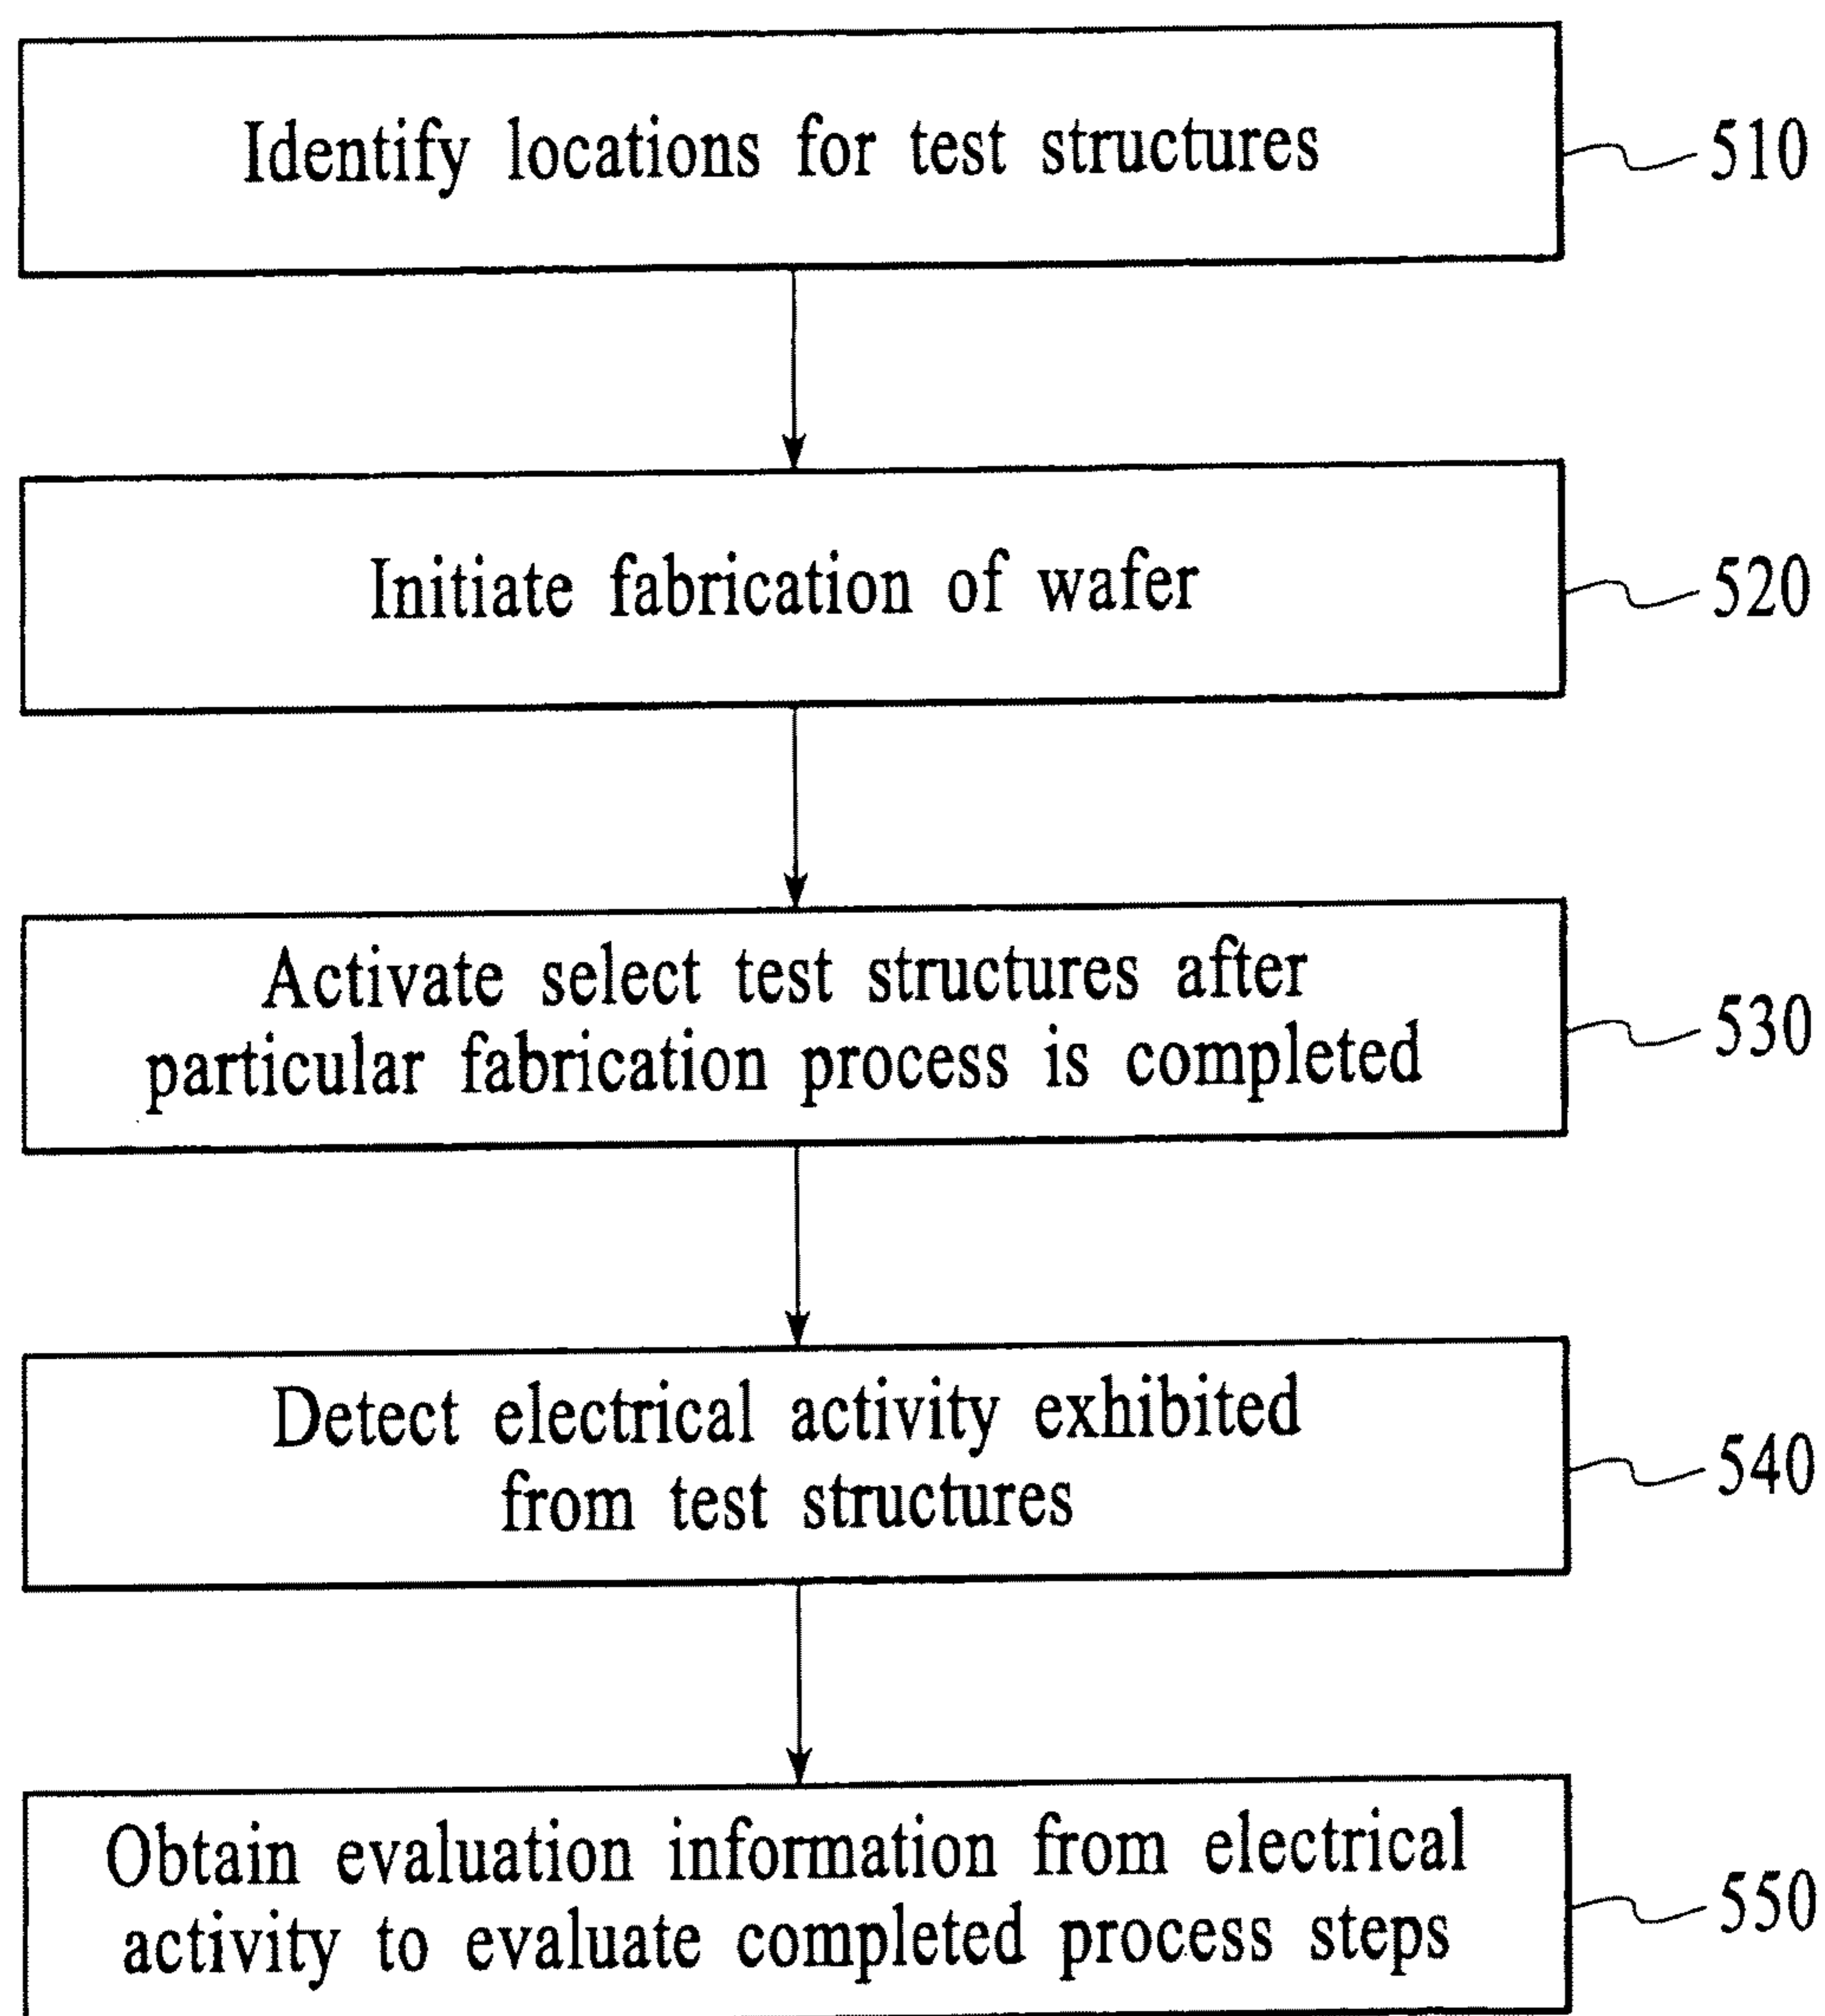 Identify locations for test structures
510
Initiate fabrication of wafer
520
Activate select test structures after
particular fabrication process is completed
530
Detect electrical activity exhibited
from test structures
540
Obtain evaluation information from electrical
activity to evaluate completed process steps
550